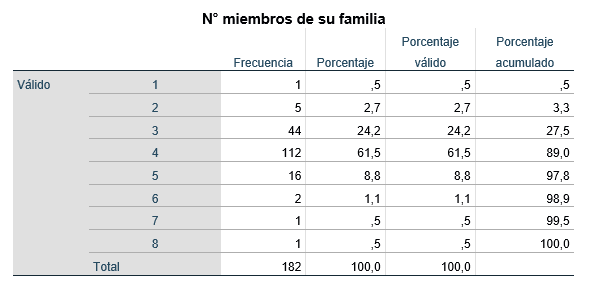 N° miembros de su familia
Frecuencia Porcentaje Porcentaje válido Porcentaje acumulado
Válido 1 1 ,5 ,5 ,5
2 5 2,7 2,7 3,3
3 44 24,2 24,2 27,5
4 112 61,5 61,5 89,0
5 16 8,8 8,8 97,8
6 2 1,1 1,1 98,9
7 1 ,5 ,5 99,5
8 1 ,5 ,5 100,0
Total 182 100,0 100,0